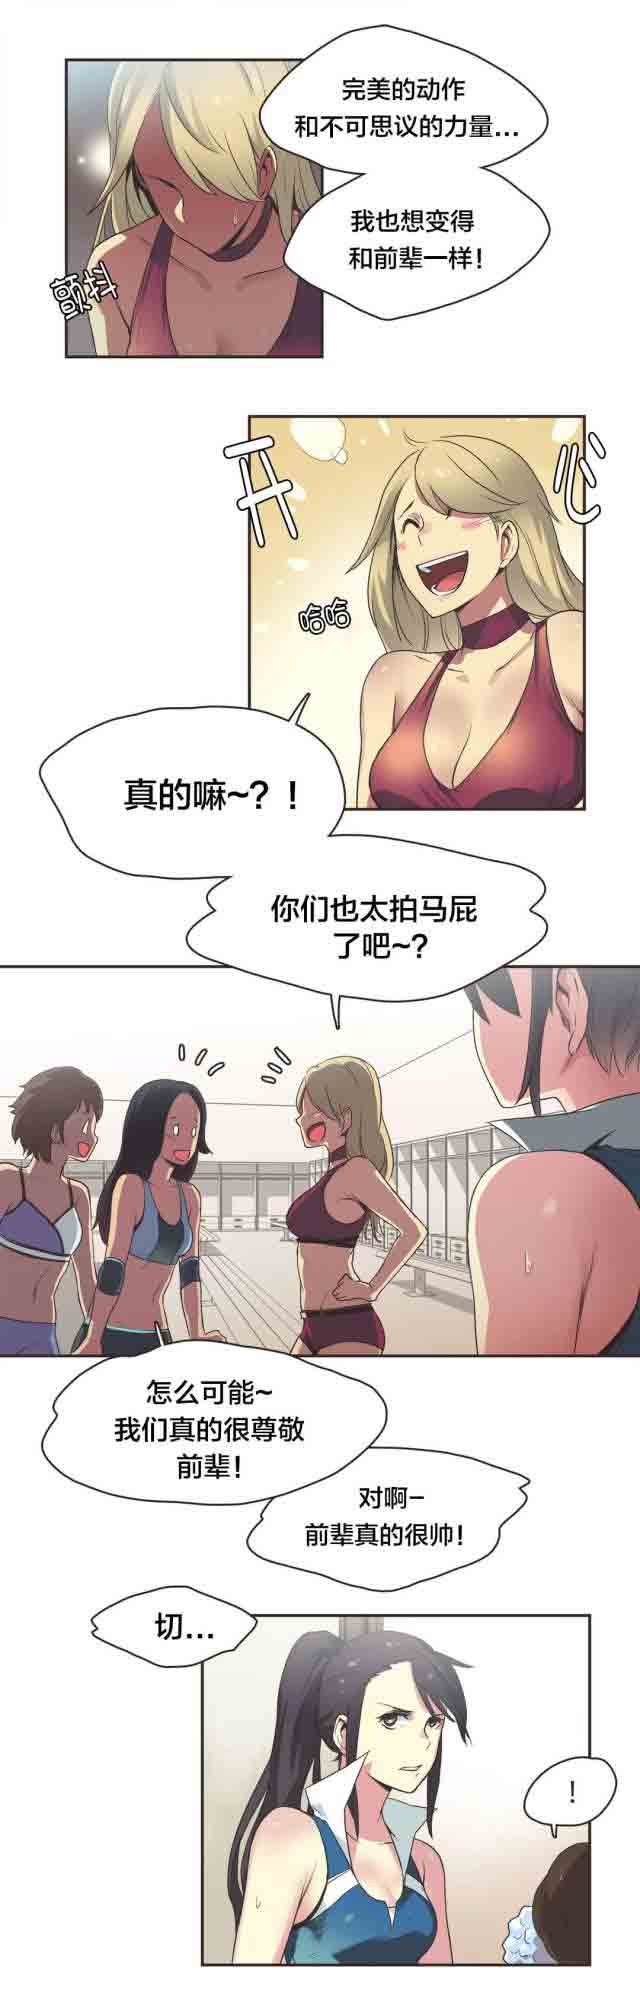 完美的动作
和不可思议的力量...
我也想变得
和前辈一样!
颤抖
开心
哈哈
真的嘛~?!
你们也太拍马屁
了吧~?
怎么可能~
我们真的很尊敬
前辈!
对啊-
前辈真的很帅!
切...
!